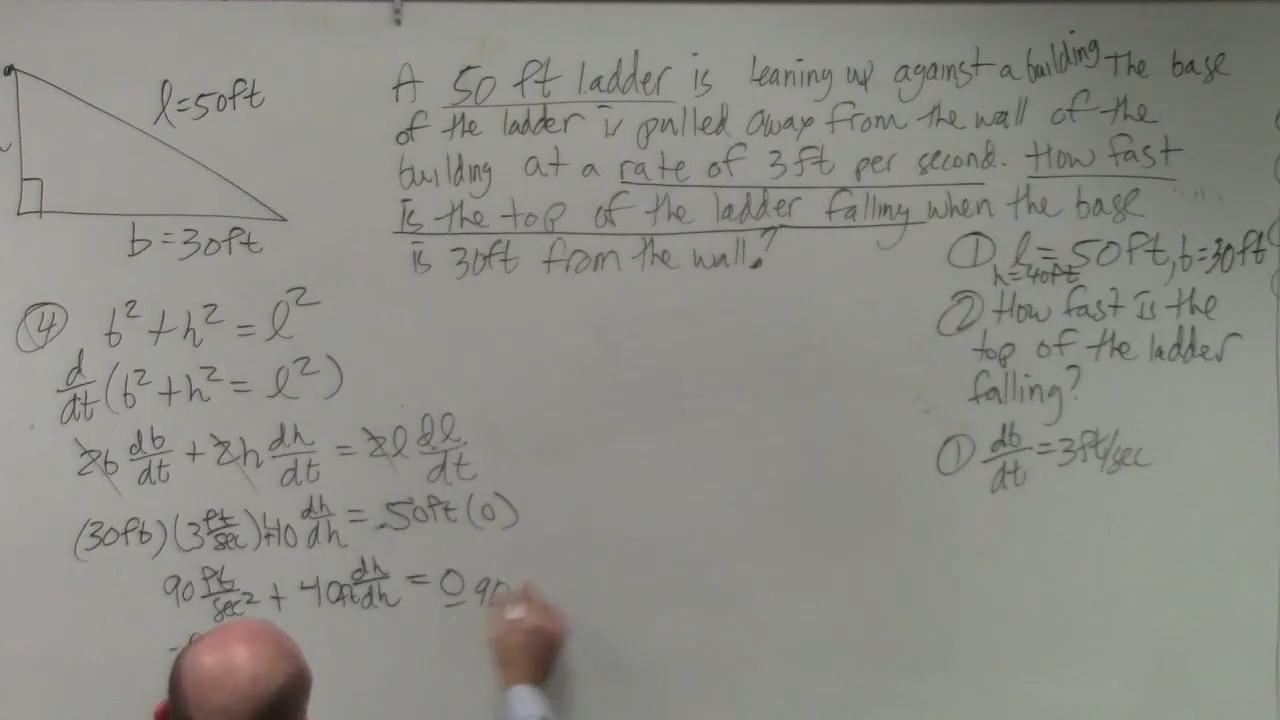 l=50ft
b=30ft
A 50 ft ladder is leaning up against a building The base
of the ladder is pulled away from the wall of the
building at a rate of 3ft per second. How fast
is the top of the ladder falling when the base
is 30ft from the wall?
④ b²+h²=l²
d/dt(b²+h²=l²)
2b db/dt + 2h dh/dt = 2l dl/dt
(30ft)(3 ft/sec)+40 dh/dh = 50ft(0)
90 ft/sec² + 40ft dh/dh = 0 90
① l=50ft, b=30ft
h=40ft
② How fast is the
top of the ladder
falling?
① db/dt=3ft/sec